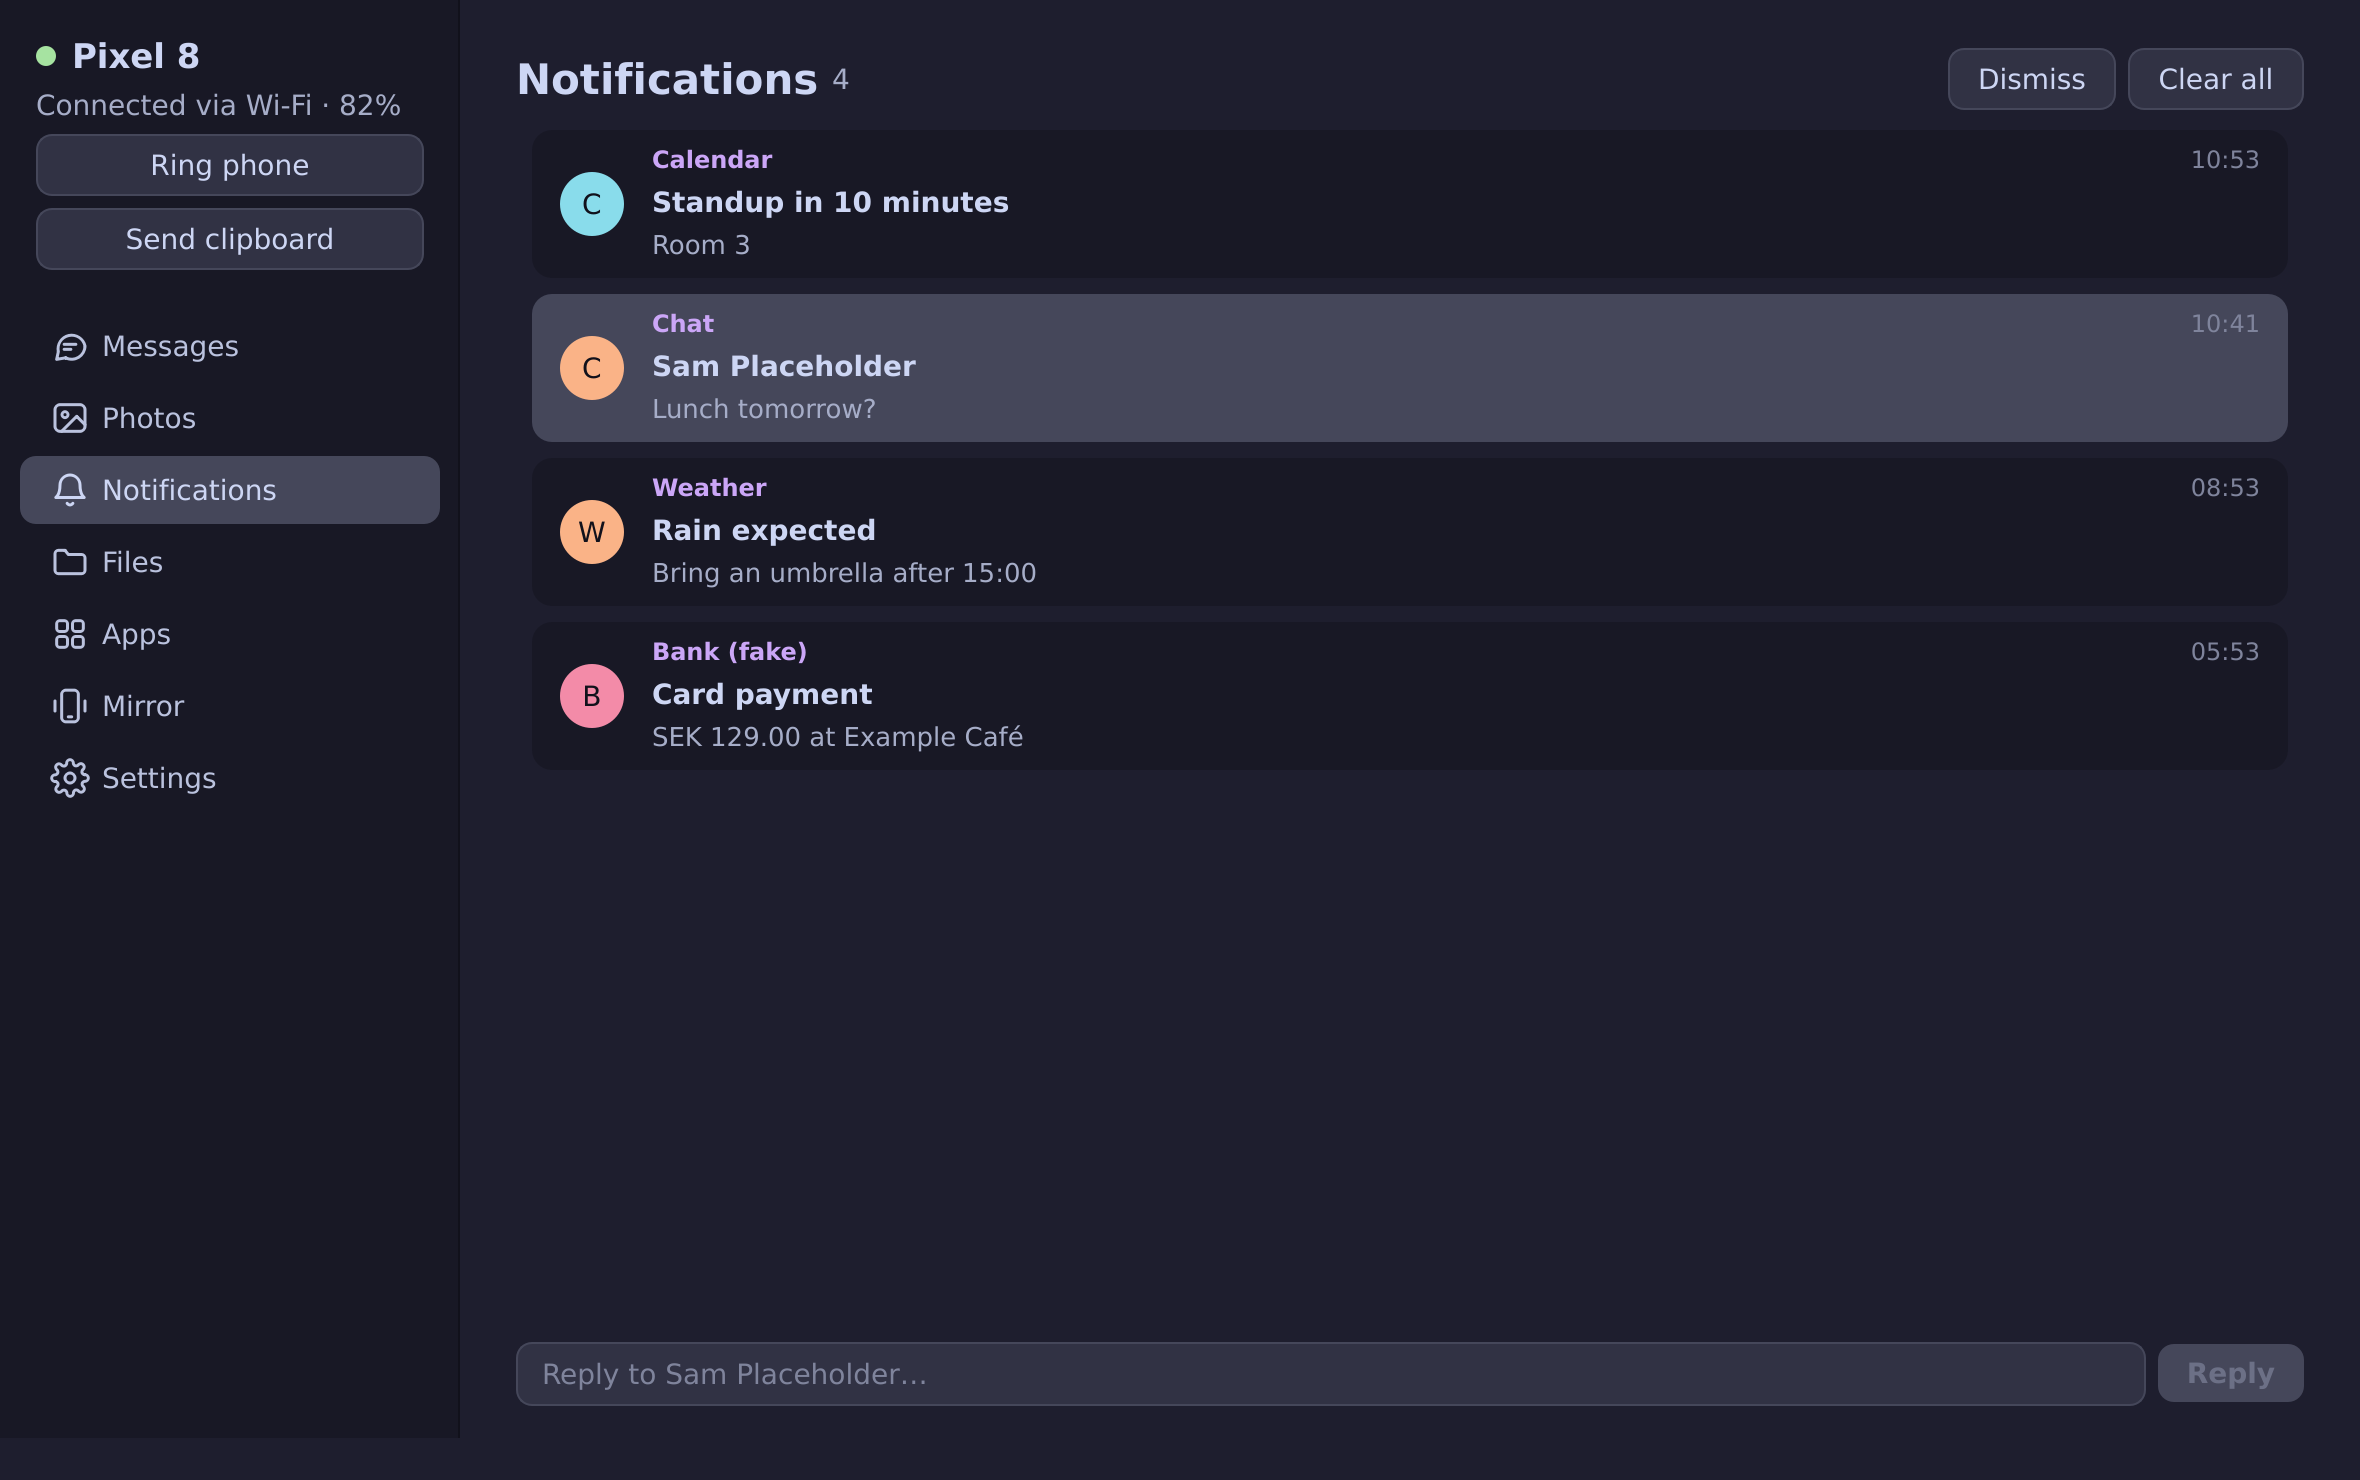 Pixel 8
Connected via Wi-Fi · 82%
Ring phone
Send clipboard
Messages
Photos
Notifications
Files
Apps
Mirror
Settings
Notifications 4
Dismiss
Clear all
C
Calendar
10:53
Standup in 10 minutes
Room 3
C
Chat
10:41
Sam Placeholder
Lunch tomorrow?
W
Weather
08:53
Rain expected
Bring an umbrella after 15:00
B
Bank (fake)
05:53
Card payment
SEK 129.00 at Example Café
Reply to Sam Placeholder…
Reply